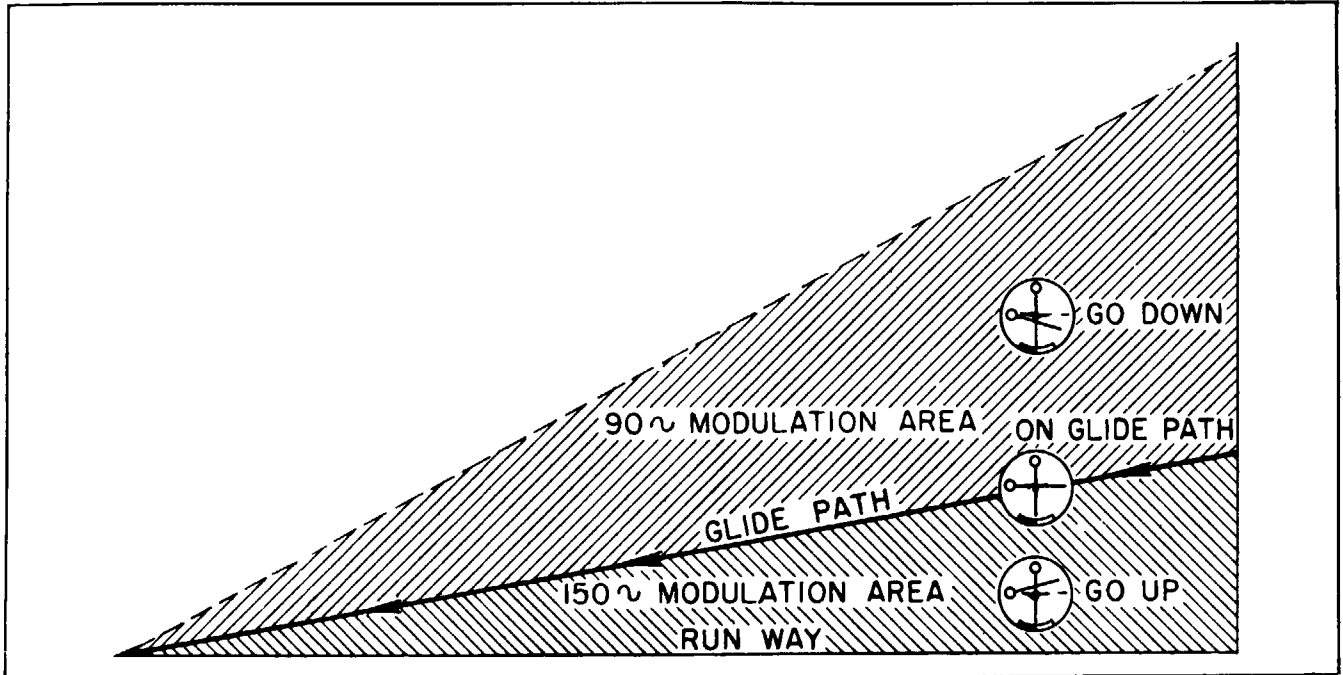 GO DOWN
90~ MODULATION AREA
ON GLIDE PATH
GLIDE PATH
150~ MODULATION AREA
GO UP
RUN WAY